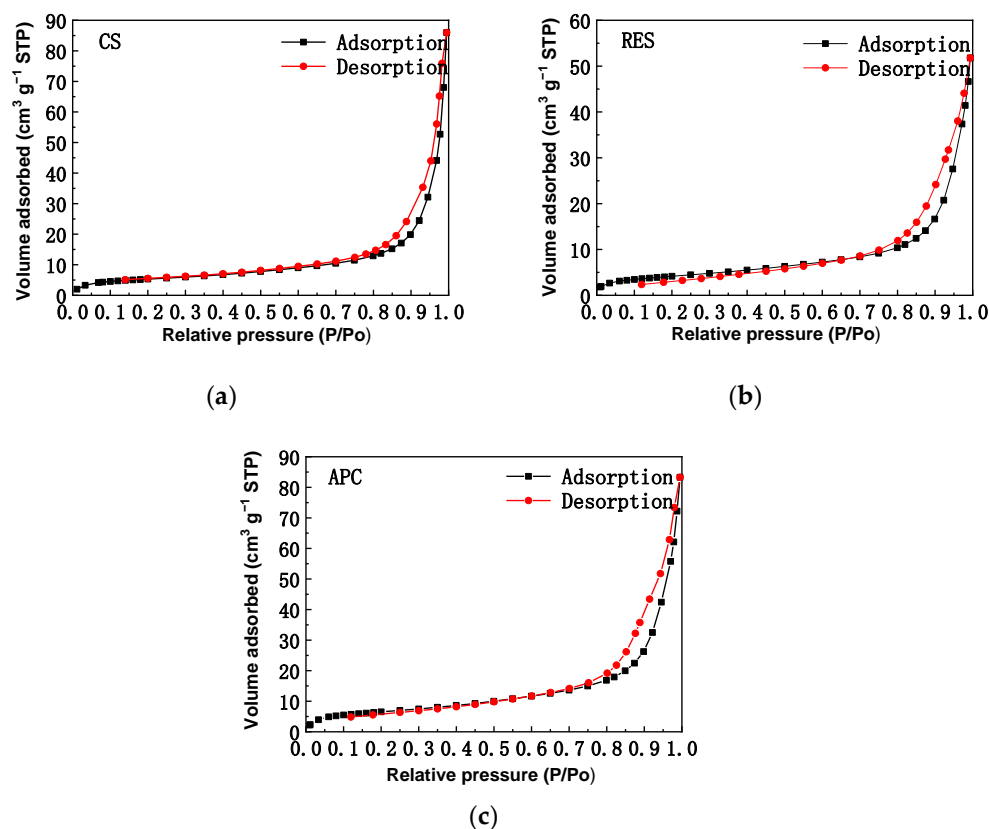 CS
Adsorption
Desorption
Volume adsorbed (cm³ g⁻¹ STP)
90
80
70
60
50
40
30
20
10
0
0.0 0.1 0.2 0.3 0.4 0.5 0.6 0.7 0.8 0.9 1.0
Relative pressure (P/Po)
(a)
RES
Adsorption
Desorption
Volume adsorbed (cm³ g⁻¹ STP)
60
50
40
30
20
10
0
0.0 0.1 0.2 0.3 0.4 0.5 0.6 0.7 0.8 0.9 1.0
Relative pressure (P/Po)
(b)
APC
Adsorption
Desorption
Volume adsorbed (cm³ g⁻¹ STP)
90
80
70
60
50
40
30
20
10
0
0.0 0.1 0.2 0.3 0.4 0.5 0.6 0.7 0.8 0.9 1.0
Relative pressure (P/Po)
(c)